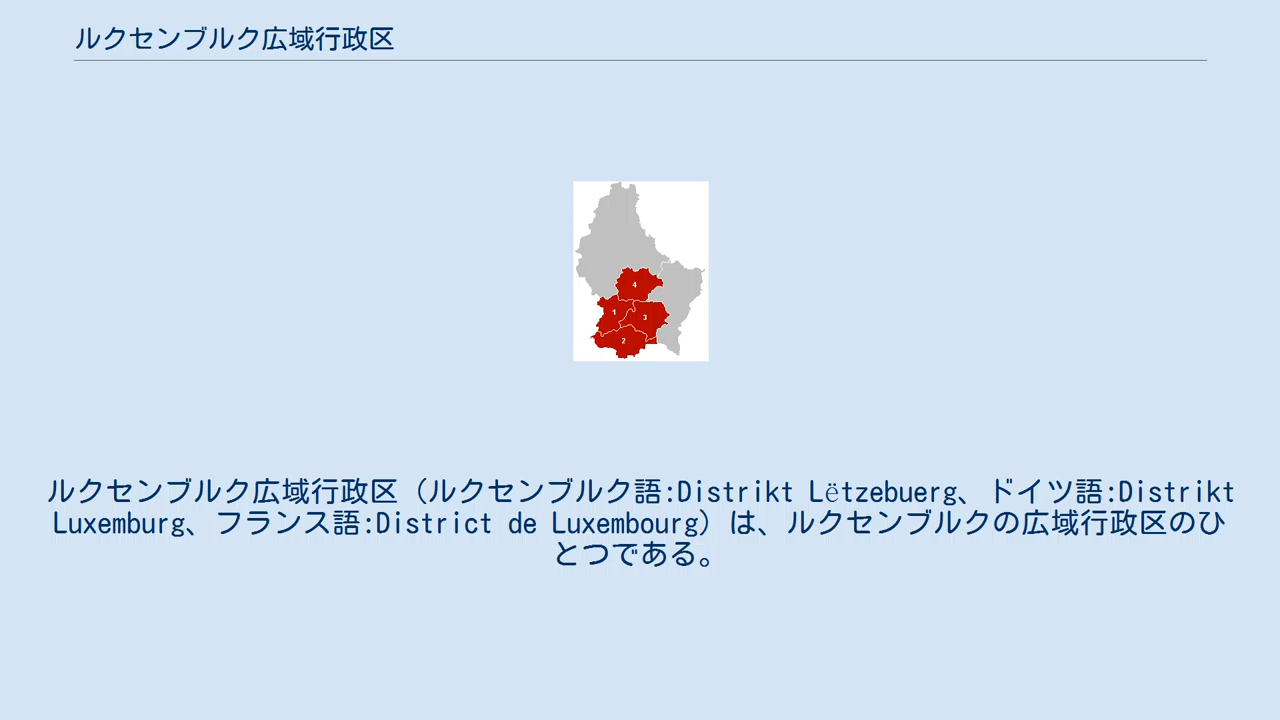 ルクセンブルク広域行政区
4
1
3
2
ルクセンブルク広域行政区（ルクセンブルク語:Distrikt Lëtzebuerg、ドイツ語:Distrikt
Luxemburg、フランス語:District de Luxembourg）は、ルクセンブルクの広域行政区のひ
とつである。